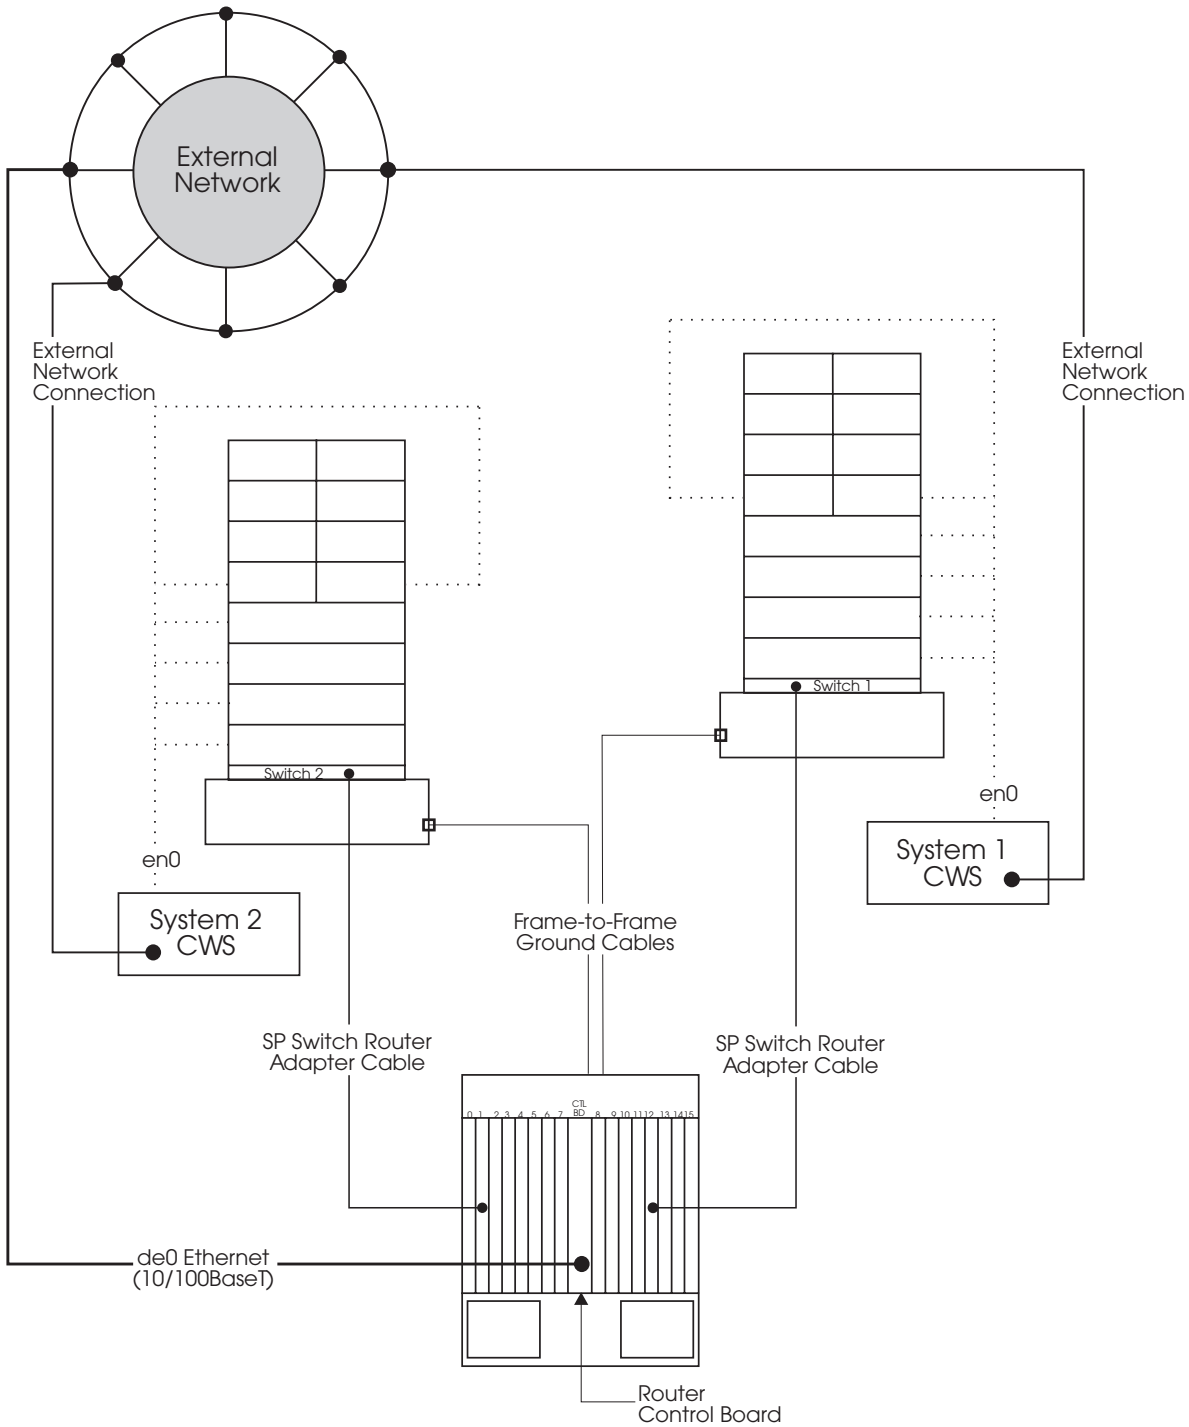 External
Network
External
Network
Connection
External
Network
Connection
Switch 1
Switch 2
en0
en0
System 1
CWS
System 2
CWS
Frame-to-Frame
Ground Cables
SP Switch Router
Adapter Cable
SP Switch Router
Adapter Cable
CTL
BD
0 1 2 3 4 5 6 7 8 9 10 11 12 13 14 15
de0 Ethernet
(10/100BaseT)
Router
Control Board